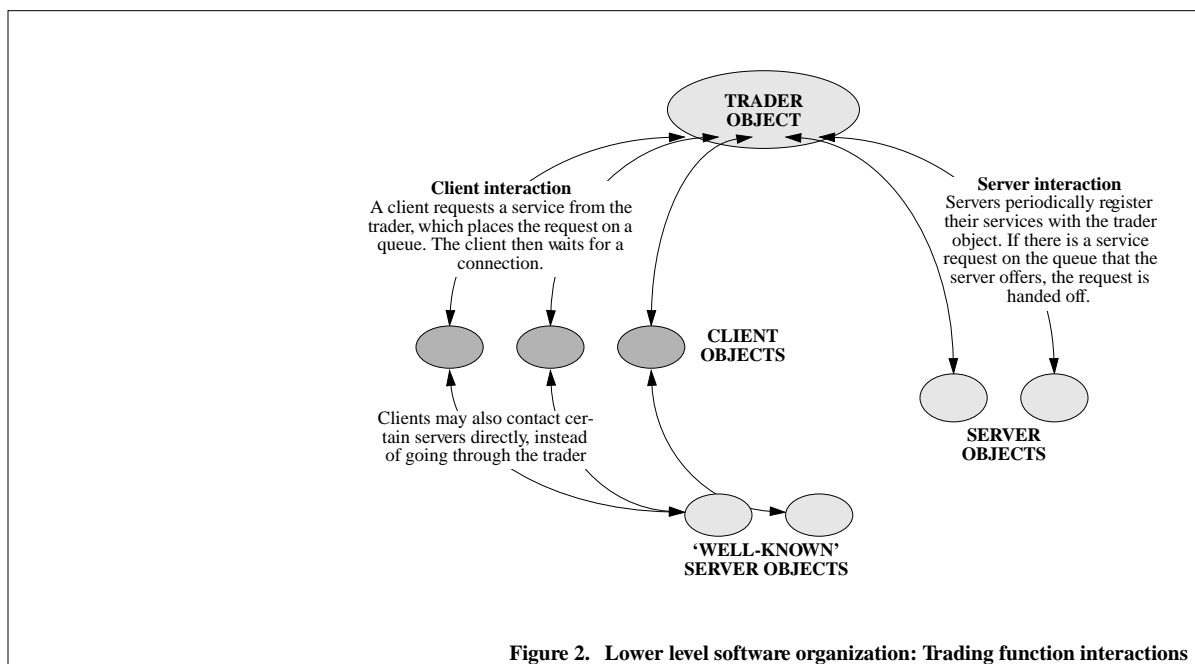 TRADER
OBJECT
Client interaction
A client requests a service from the
trader, which places the request on a
queue. The client then waits for a
connection.
Server interaction
Servers periodically register
their services with the trader
object. If there is a service
request on the queue that the
server offers, the request is
handed off.
CLIENT
OBJECTS
Clients may also contact cer-
tain servers directly, instead
of going through the trader
SERVER
OBJECTS
‘WELL-KNOWN’
SERVER OBJECTS
Figure 2. Lower level software organization: Trading function interactions